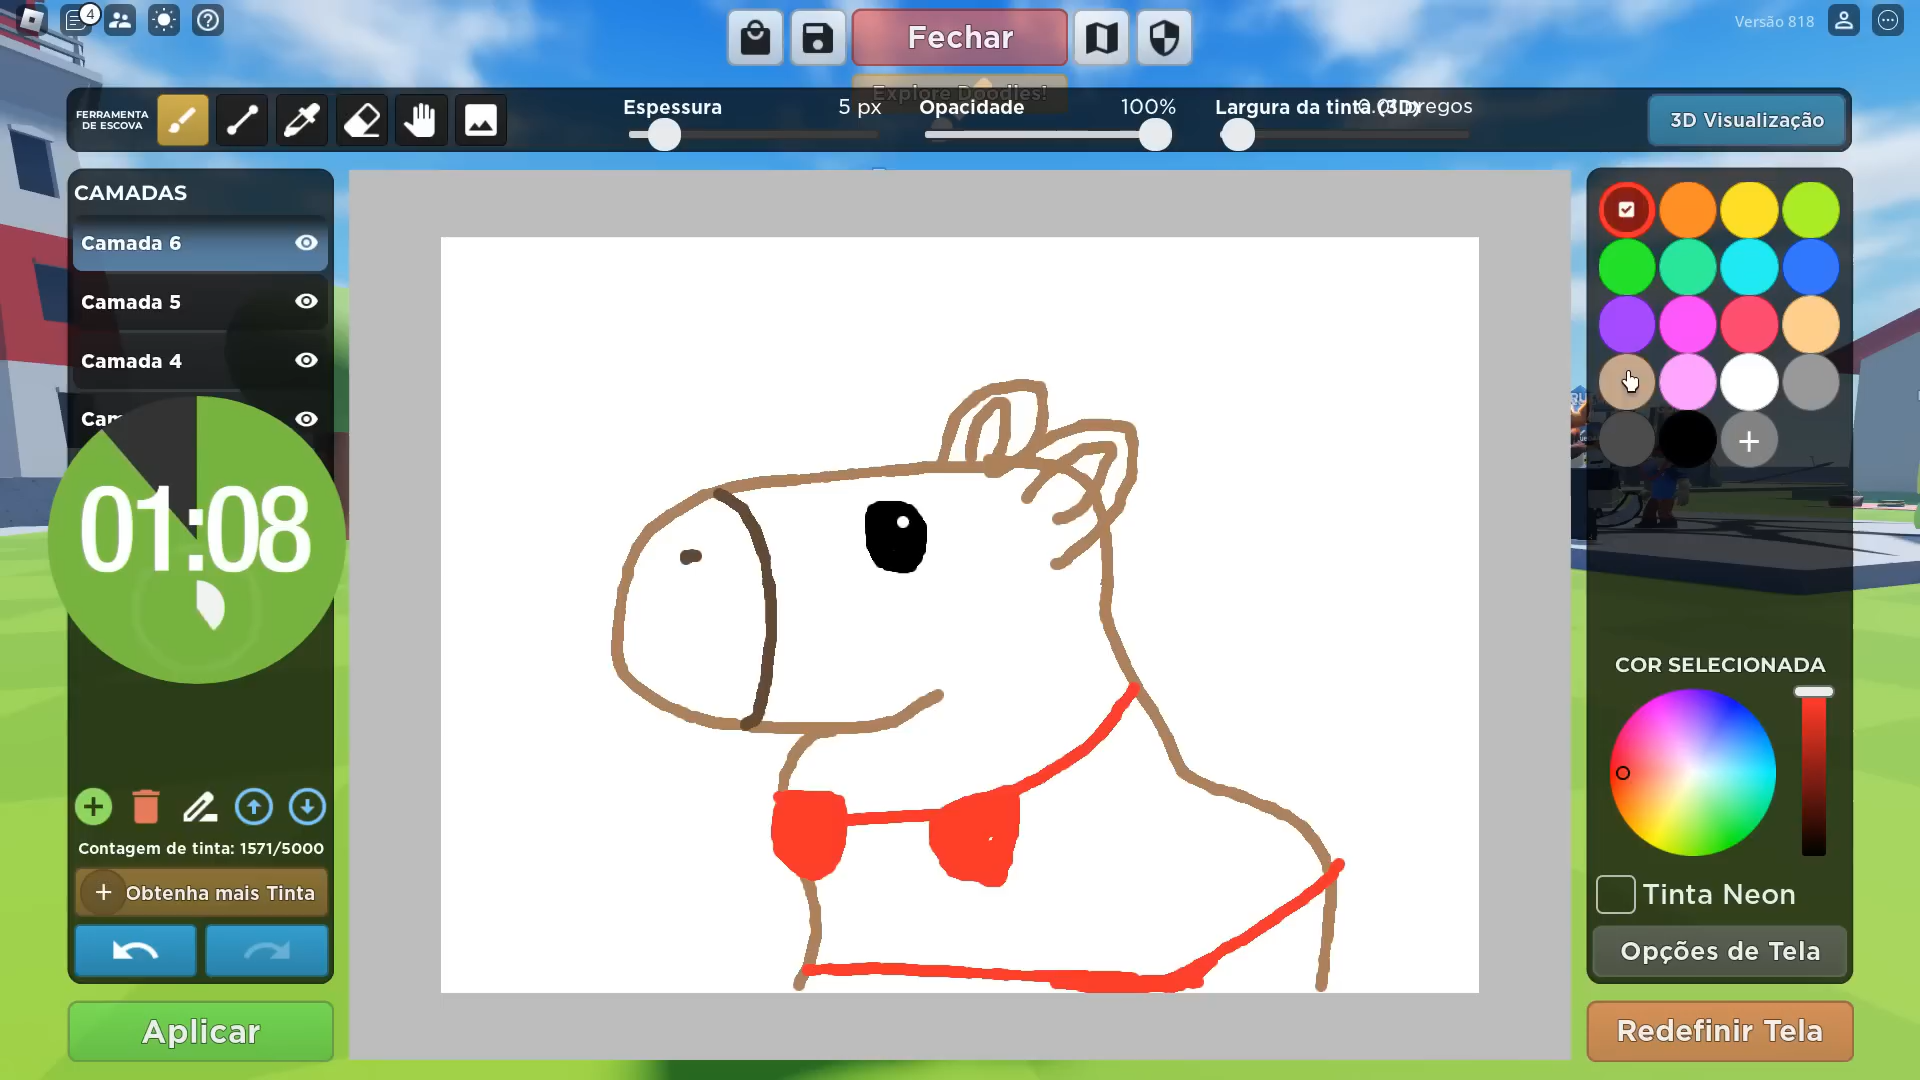 4
Fechar
Versão 818
Explore Doodles!
FERRAMENTA
DE ESCOVA
Espessura
5 px
Opacidade
100%
Largura da tinta (3D)
3D Visualização
CAMADAS
Camada 6
Camada 5
Camada 4
01:08
Contagem de tinta: 1571/5000
+ Obtenha mais Tinta
Aplicar
COR SELECIONADA
Tinta Neon
Opções de Tela
Redefinir Tela